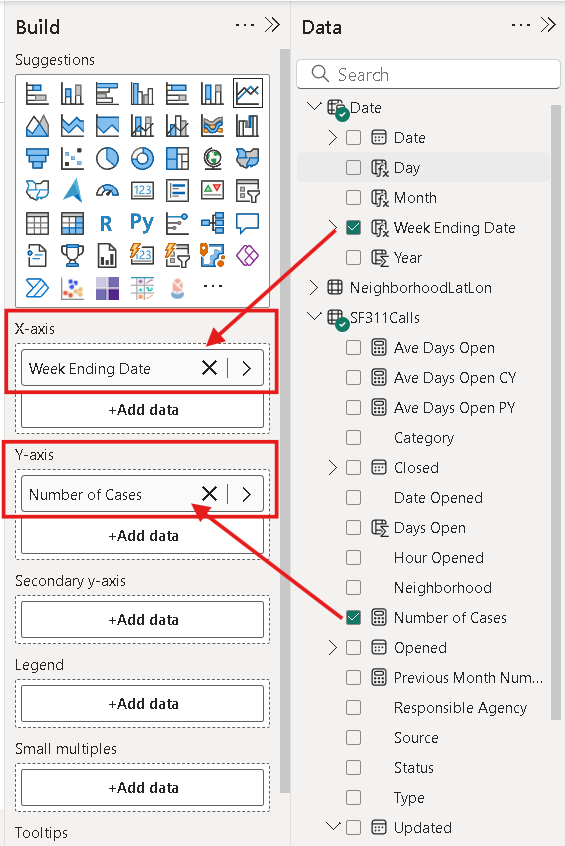 Build
Suggestions
123
R
Py
123
X-axis
Week Ending Date
+Add data
Y-axis
Number of Cases
+Add data
Secondary y-axis
+Add data
Legend
+Add data
Small multiples
+Add data
Tooltips
Data
Search
Date
Date
Day
Month
Week Ending Date
Year
NeighborhoodLatLon
SF311Calls
Ave Days Open
Ave Days Open CY
Ave Days Open PY
Category
Closed
Date Opened
Days Open
Hour Opened
Neighborhood
Number of Cases
Opened
Previous Month Num...
Responsible Agency
Source
Status
Type
Updated